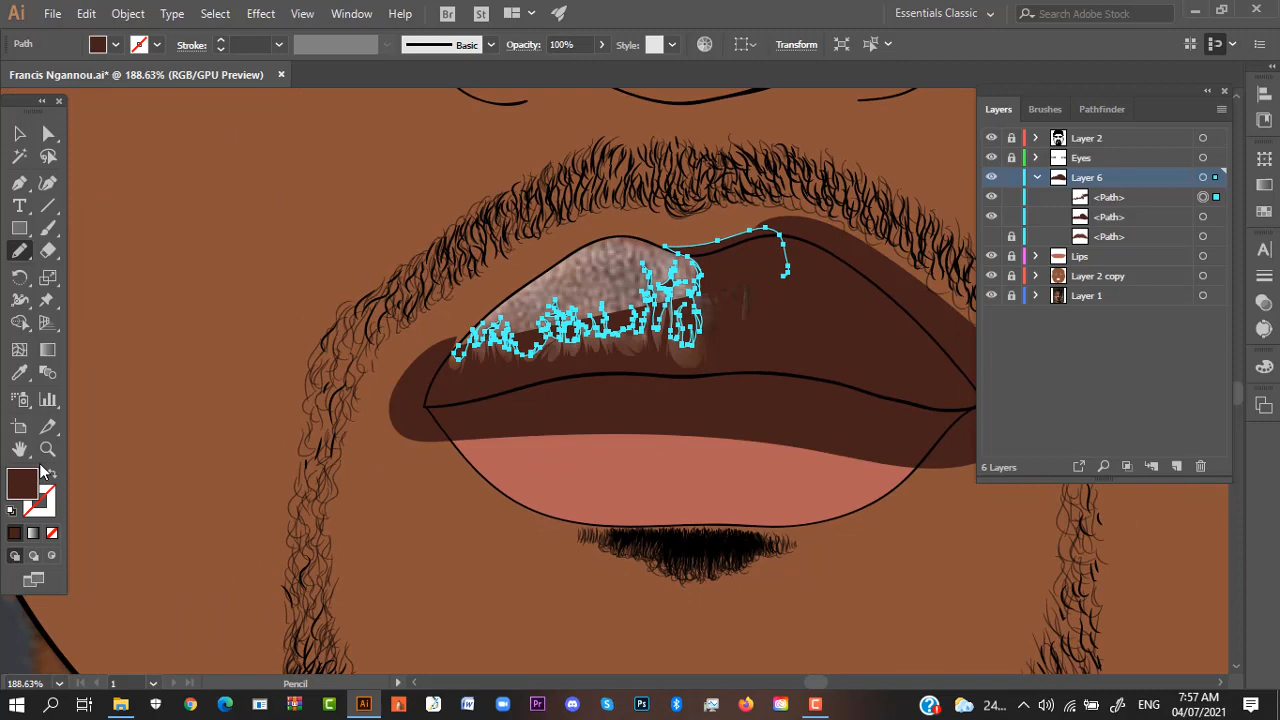 Ai File Edit Object Type Select Effect View Window Help Br St Essentials Classic Search Adobe Stock
Path Stroke: Basic Opacity: 100% Style: Transform
Francis Ngannou.ai* @ 188.63% (RGB/GPU Preview)
Layers Brushes Pathfinder
Layer 2
Eyes
Layer 6
<Path>
<Path>
<Path>
Lips
Layer 2 copy
Layer 1
6 Layers
188.63% 1 Pencil
24... ENG 7:57 AM
04/07/2021